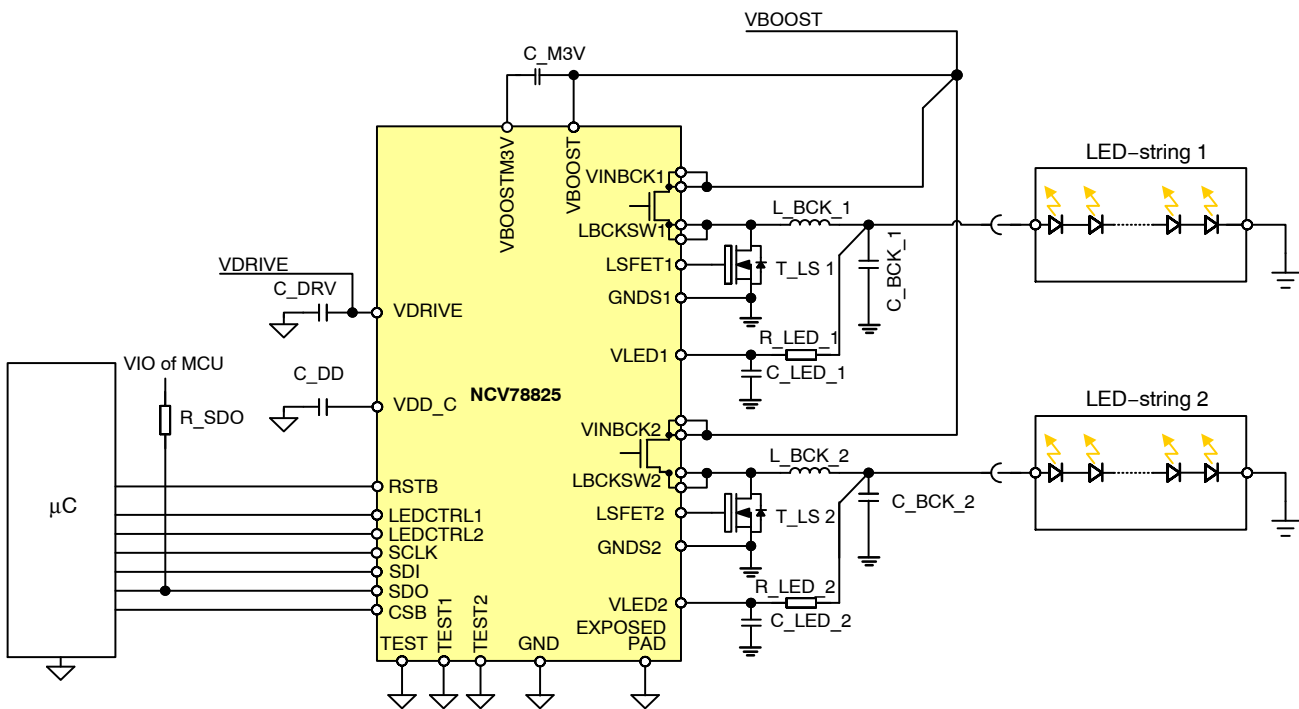 VBOOST
C_M3V
VBOOSTM3V
VBOOST
VINBCK1
LBCKSW1
LSFET1
GNDS1
VLED1
L_BCK_1
T_LS 1
C_BCK_1
R_LED_1
C_LED_1
LED−string 1
VDRIVE
C_DRV
VDRIVE
VIO of MCU
R_SDO
C_DD
VDD_C
NCV78825
VINBCK2
LBCKSW2
LSFET2
GNDS2
VLED2
L_BCK_2
T_LS 2
C_BCK_2
R_LED_2
C_LED_2
LED−string 2
μC
RSTB
LEDCTRL1
LEDCTRL2
SCLK
SDI
SDO
CSB
TEST
TEST1
TEST2
GND
EXPOSED
PAD